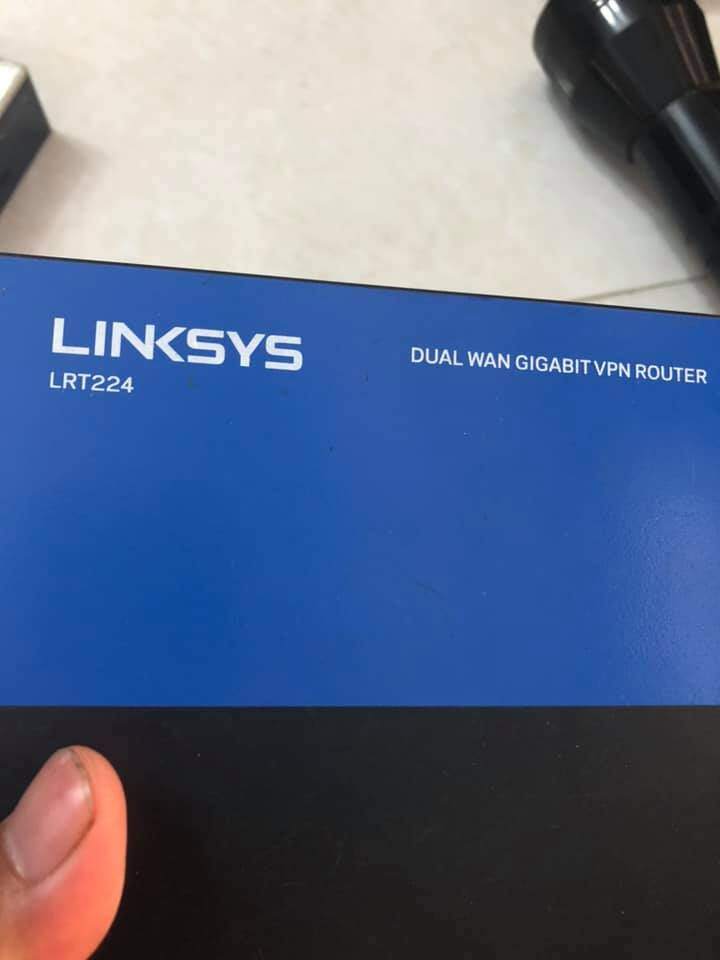 LINKSYS
LRT224
DUAL WAN GIGABIT VPN ROUTER